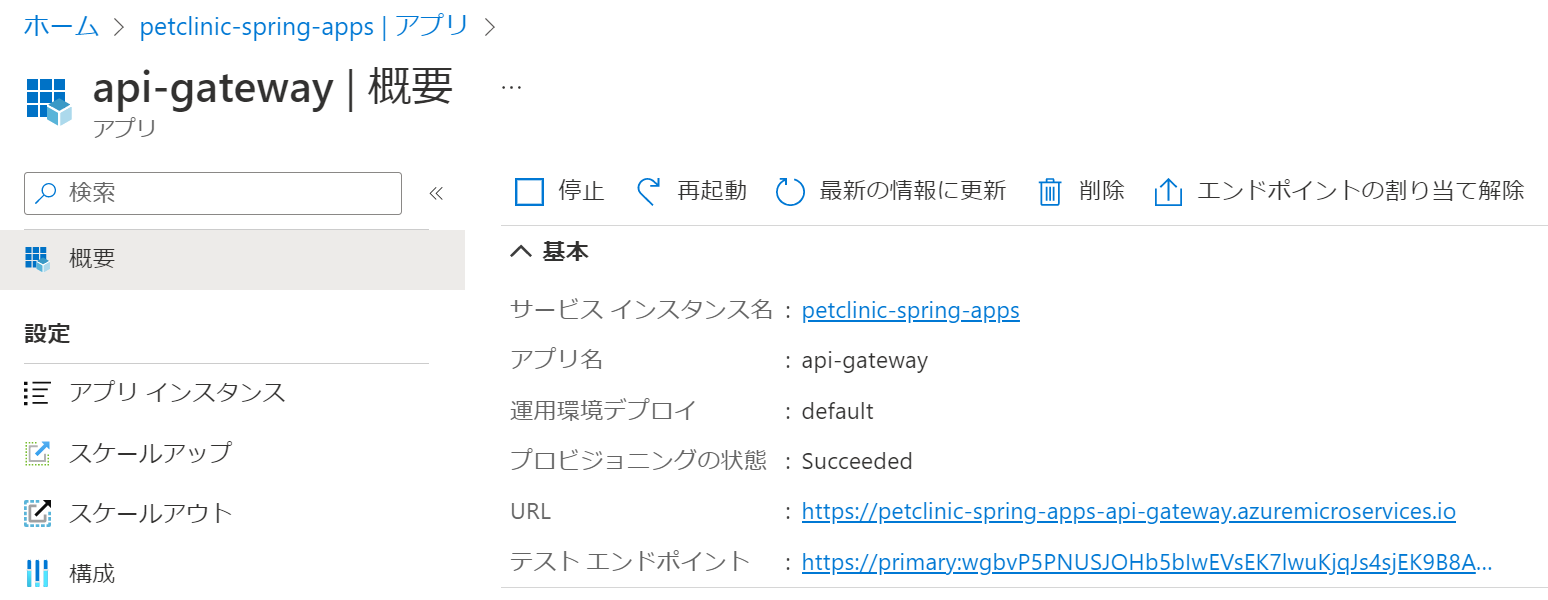 ホーム > petclinic-spring-apps | アプリ >
api-gateway | 概要 …
アプリ
検索 «
停止 再起動 最新の情報に更新 削除 エンドポイントの割り当て解除
概要
基本
サービス インスタンス名 : petclinic-spring-apps
アプリ名 : api-gateway
運用環境デプロイ : default
プロビジョニングの状態 : Succeeded
URL : https://petclinic-spring-apps-api-gateway.azuremicroservices.io
テスト エンドポイント : https://primary:wgbvP5PNUSJOHb5bIwEVsEK7lwuKjqJs4sjEK9B8A...
設定
アプリ インスタンス
スケールアップ
スケールアウト
構成